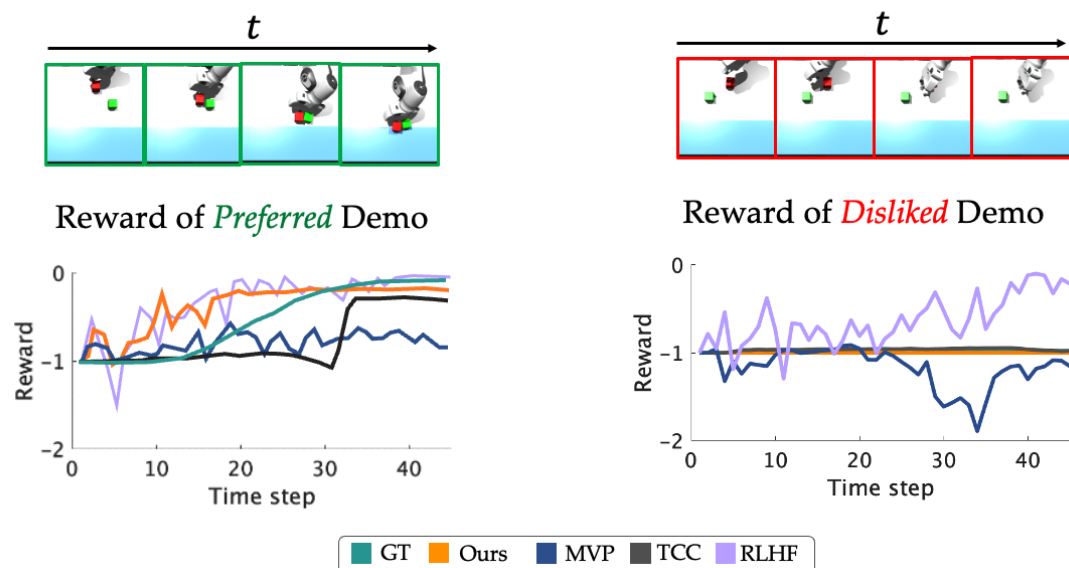 t
t
Reward of Preferred Demo
Reward of Disliked Demo
0
-1
-2
Reward
0
10
20
30
40
Time step
0
-1
-2
Reward
0
10
20
30
40
Time step
GT Ours MVP TCC RLHF